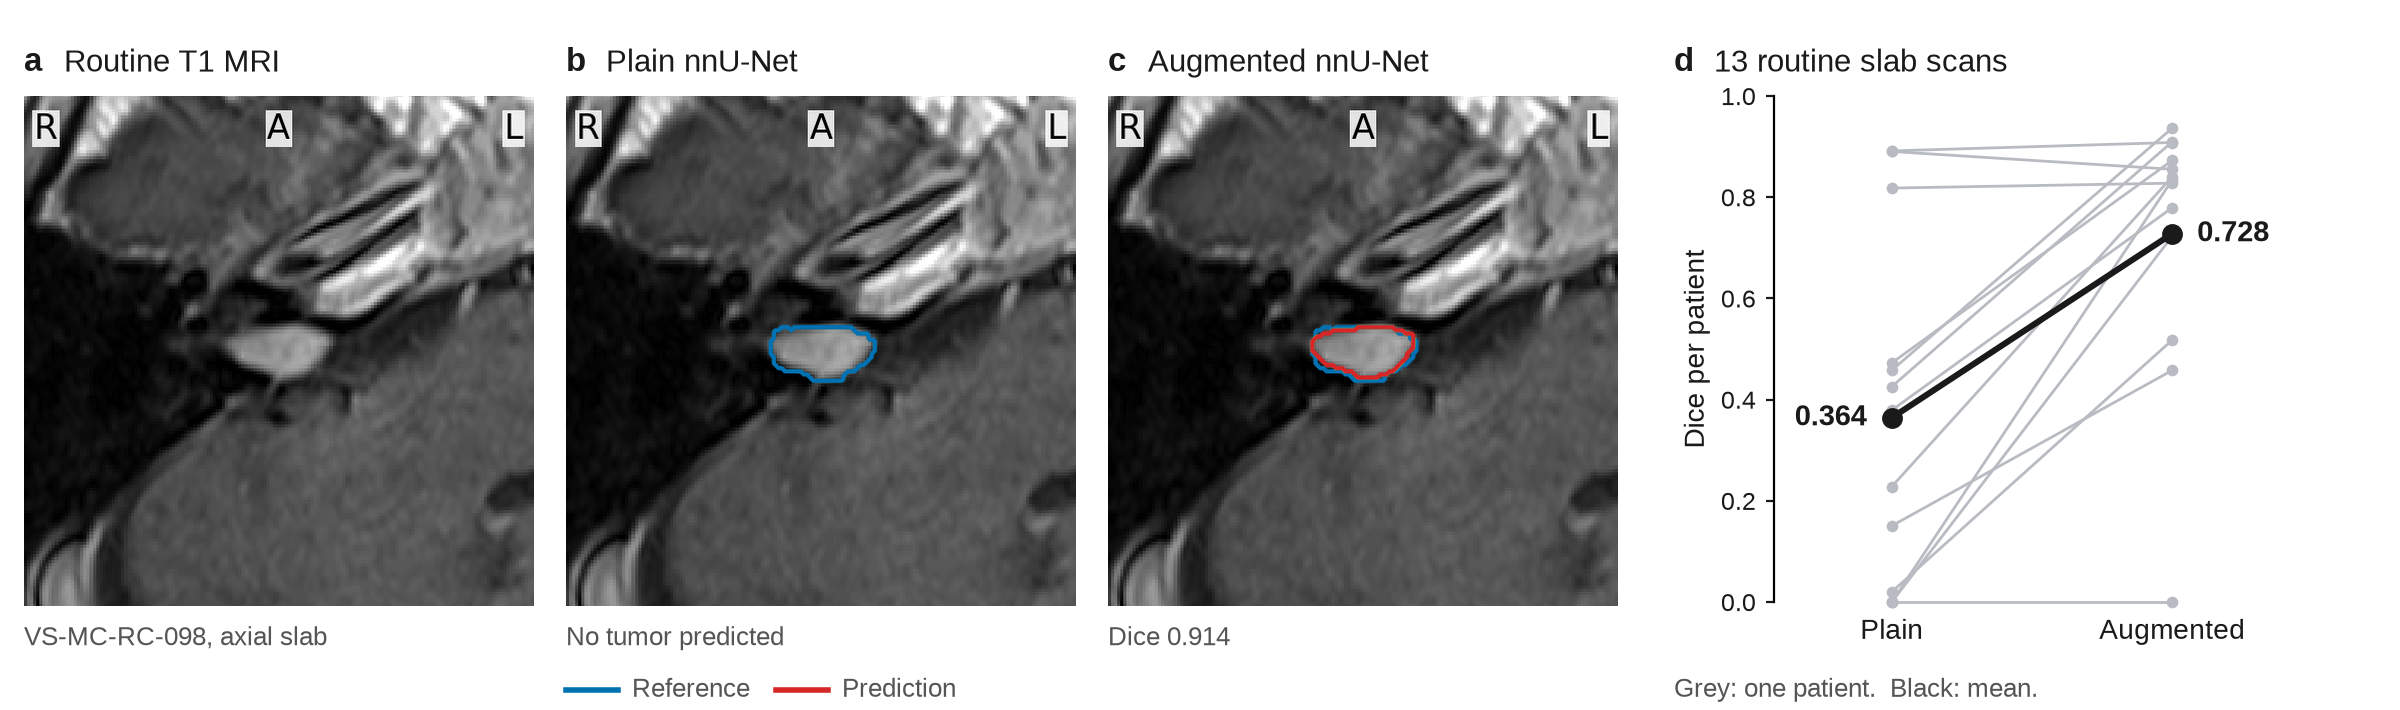 a Routine T1 MRI
R A L
VS-MC-RC-098, axial slab
b Plain nnU-Net
R A L
No tumor predicted
c Augmented nnU-Net
R A L
Dice 0.914
Reference Prediction
d 13 routine slab scans
Dice per patient
1.0
0.8
0.6
0.4
0.2
0.0
0.364
0.728
Plain Augmented
Grey: one patient. Black: mean.